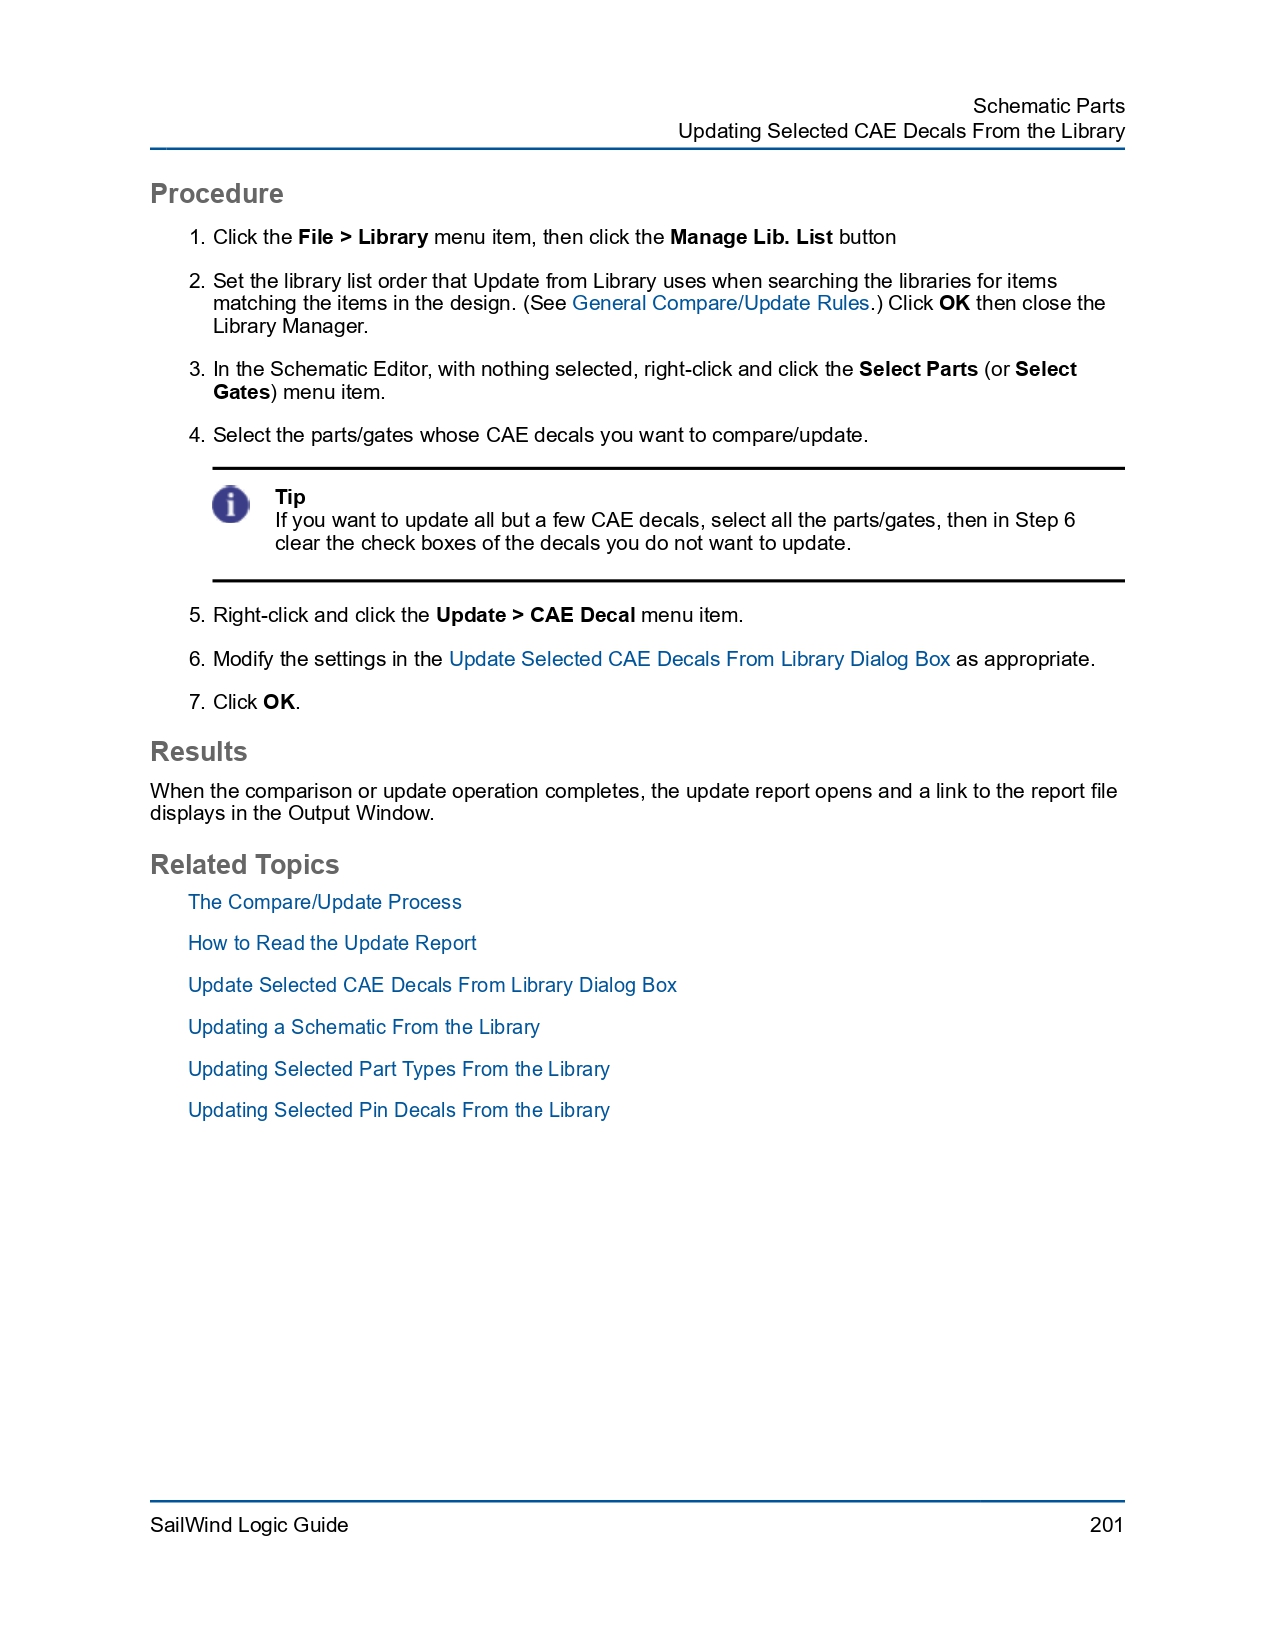 Schematic Parts
Updating Selected CAE Decals From the Library
Procedure
1. Click the File > Library menu item, then click the Manage Lib. List button
2. Set the library list order that Update from Library uses when searching the libraries for items
matching the items in the design. (See General Compare/Update Rules.) Click OK then close the
Library Manager.
3. In the Schematic Editor, with nothing selected, right-click and click the Select Parts (or Select
Gates) menu item.
4. Select the parts/gates whose CAE decals you want to compare/update.
Tip
If you want to update all but a few CAE decals, select all the parts/gates, then in Step 6
clear the check boxes of the decals you do not want to update.
5. Right-click and click the Update > CAE Decal menu item.
6. Modify the settings in the Update Selected CAE Decals From Library Dialog Box as appropriate.
7. Click OK.
Results
When the comparison or update operation completes, the update report opens and a link to the report file
displays in the Output Window.
Related Topics
The Compare/Update Process
How to Read the Update Report
Update Selected CAE Decals From Library Dialog Box
Updating a Schematic From the Library
Updating Selected Part Types From the Library
Updating Selected Pin Decals From the Library
SailWind Logic Guide 201